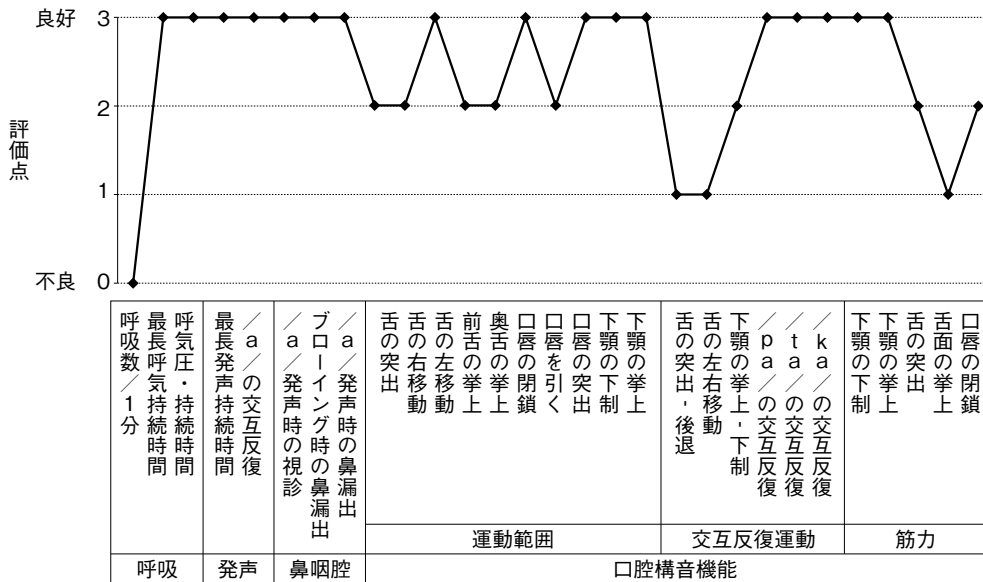 良好
不良
評価点
3
2
1
0
呼吸数／1分
最長呼気持続時間
呼気圧・持続時間
最長発声持続時間
／a／の交互反復
／a／発声時の視診
ブローイング時の鼻漏出
／a／発声時の鼻漏出
舌の突出
舌の右移動
舌の左移動
前舌の挙上
奥舌の挙上
口唇の閉鎖
口唇を引く
口唇の突出
下顎の下制
下顎の挙上
舌の突出‐後退
舌の左右移動
下顎の挙上‐下制
／pa／の交互反復
／ta／の交互反復
／ka／の交互反復
下顎の下制
下顎の挙上
舌の突出
舌面の挙上
口唇の閉鎖
運動範囲
交互反復運動
筋力
呼吸
発声
鼻咽腔
口腔構音機能